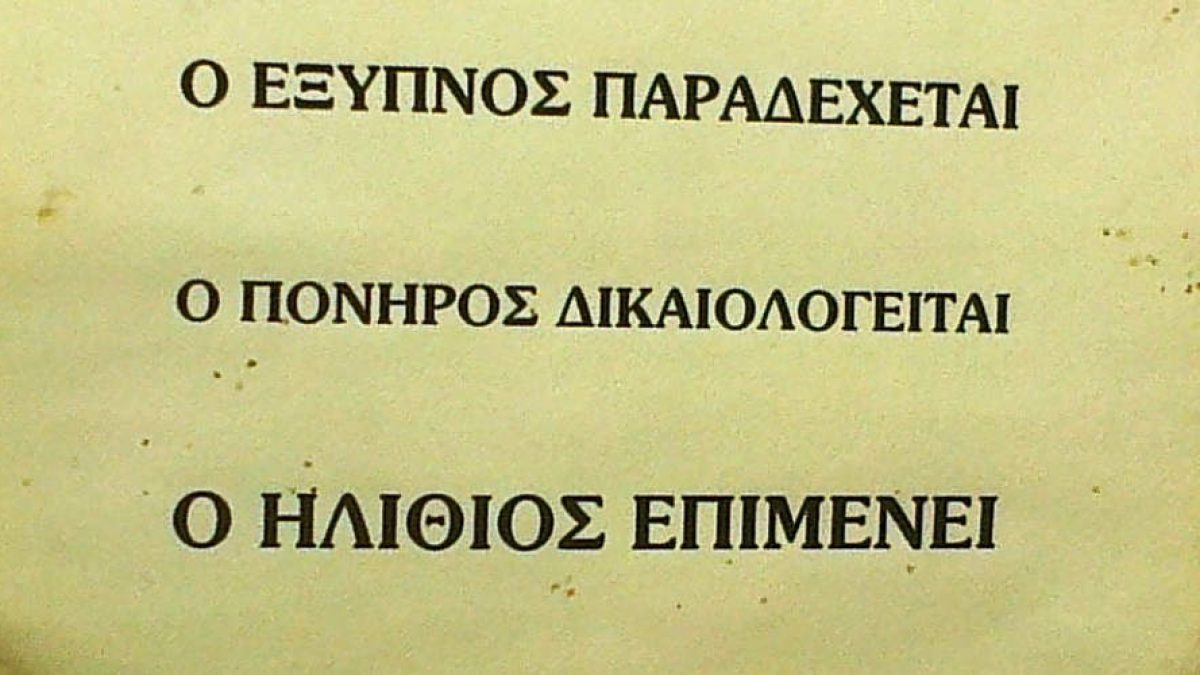 Ο ΕΞΥΠΝΟΣ ΠΑΡΑΔΕΧΕΤΑΙ
Ο ΠΟΝΗΡΟΣ ΔΙΚΑΙΟΛΟΓΕΙΤΑΙ
Ο ΗΛΙΘΙΟΣ ΕΠΙΜΕΝΕΙ